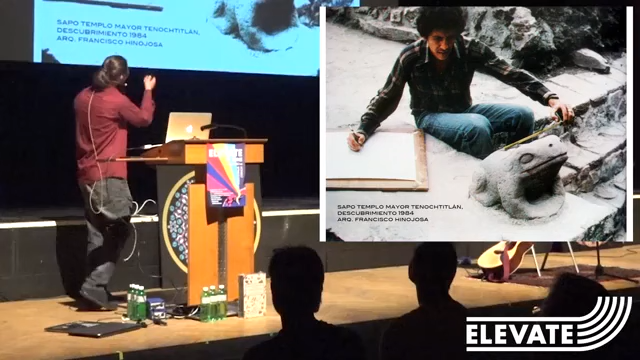 SAPO TEMPLO MAYOR TENOCHTITLÁN,
DESCUBRIMIENTO 1984
ARQ. FRANCISCO HINOJOSA
ELEVATE
SAPO TEMPLO MAYOR TENOCHTITLÁN,
DESCUBRIMIENTO 1984
ARQ. FRANCISCO HINOJOSA
ELEVATE